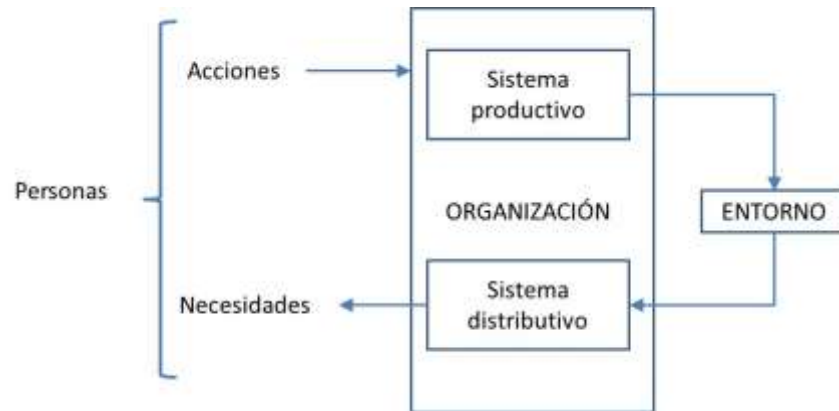 Acciones
Sistema
productivo
Personas
ORGANIZACIÓN
ENTORNO
Necesidades
Sistema
distributivo